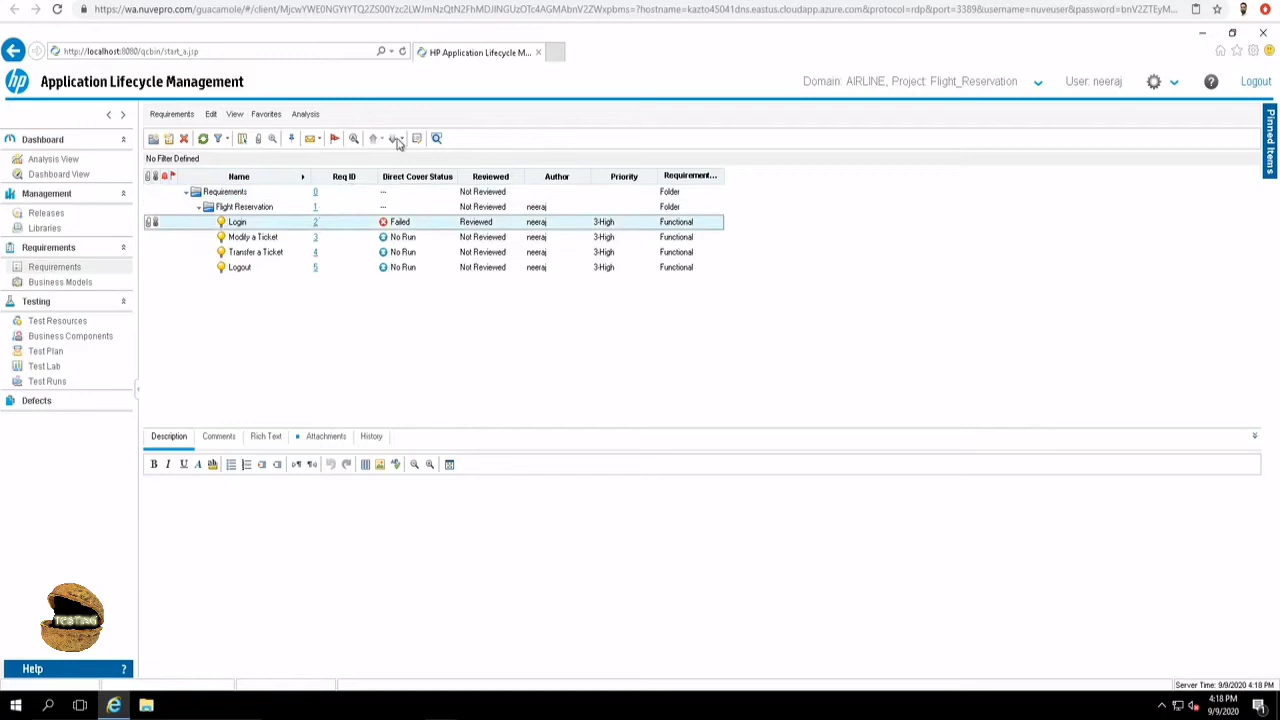 https://wa.nuvepro.com/guacamole/#/client/MjcwYWE0NGYtYTQ2ZS00Yzc2LWJmNzQtN2FhMDJlNGUzOTc4AGMAbnV2ZWxpbms=?hostname=kazto45041dns.eastus.cloudapp.azure.com&protocol=rdp&port=3389&username=nuveuser&password=bnV2ZTEyM...
http://localhost:8080/qcbin/start_a.jsp
HP Application Lifecycle M...
hp
Application Lifecycle Management
Domain: AIRLINE, Project: Flight_Reservation
User: neeraj
Logout
Requirements Edit View Favorites Analysis
Pinned Items
Dashboard
Analysis View
Dashboard View
Management
Releases
Libraries
Requirements
Requirements
Business Models
Testing
Test Resources
Business Components
Test Plan
Test Lab
Test Runs
Defects
No Filter Defined
Name Req ID Direct Cover Status Reviewed Author Priority Requirement...
Requirements 0 --- Not Reviewed Folder
Flight Reservation 1 --- Not Reviewed neeraj Folder
Login 2 Failed Reviewed neeraj 3-High Functional
Modify a Ticket 3 No Run Not Reviewed neeraj 3-High Functional
Transfer a Ticket 4 No Run Not Reviewed neeraj 3-High Functional
Logout 5 No Run Not Reviewed neeraj 3-High Functional
Description Comments Rich Text Attachments History
B I U A ab
TESTING
Help ?
Server Time: 9/9/2020 4:18 PM
4:18 PM
9/9/2020